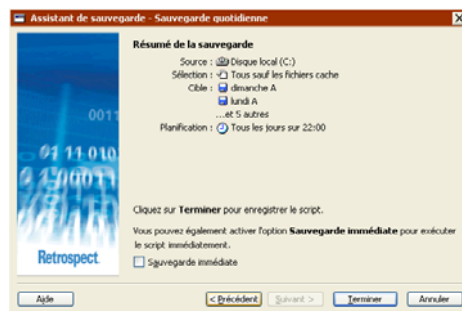 Assistant de sauvegarde - Sauvegarde quotidienne
Résumé de la sauvegarde
Source : Disque local (C:)
Sélection : Tous sauf les fichiers cache
Cible : dimanche A
lundi A
...et 5 autres
Planification : Tous les jours sur 22:00
Cliquez sur Terminer pour enregistrer le script.
Vous pouvez également activer l'option Sauvegarde immédiate pour exécuter
le script immédiatement.
Sauvegarde immédiate
Retrospect.
Aide
< Précédent
Suivant >
Terminer
Annuler